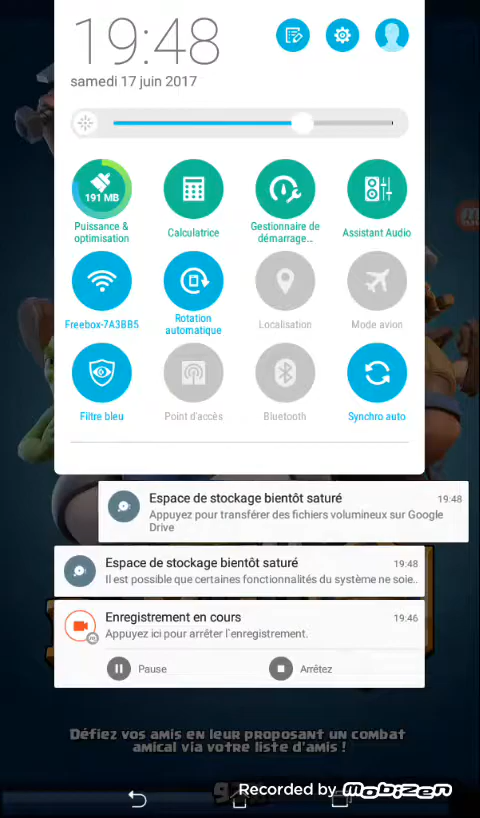 19:48
samedi 17 juin 2017
191 MB
Puissance &
optimisation
Calculatrice
Gestionnaire de
démarrage..
Assistant Audio
Freebox-7A3BB5
Rotation
automatique
Localisation
Mode avion
Filtre bleu
Point d'accès
Bluetooth
Synchro auto
Espace de stockage bientôt saturé
19:48
Appuyez pour transférer des fichiers volumineux sur Google
Drive
Espace de stockage bientôt saturé
19:48
Il est possible que certaines fonctionnalités du système ne soie..
Enregistrement en cours
19:46
Appuyez ici pour arrêter l'enregistrement.
Pause
Arrêtez
Défiez vos amis en leur proposant un combat
amical via votre liste d'amis !
Recorded by Mobizen